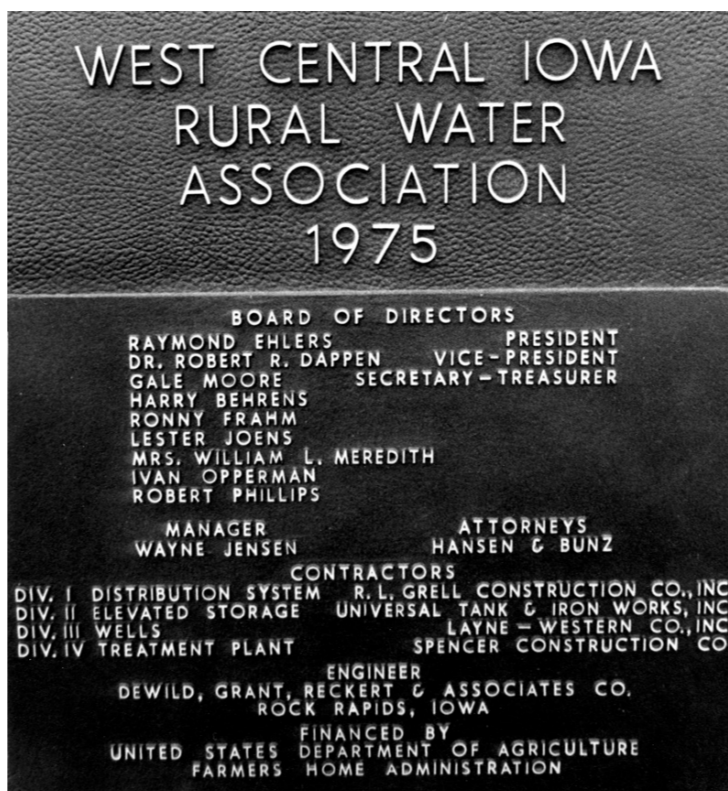 WEST CENTRAL IOWA
RURAL WATER
ASSOCIATION
1975
BOARD OF DIRECTORS
RAYMOND EHLERS PRESIDENT
DR. ROBERT R. DAPPEN VICE-PRESIDENT
GALE MOORE SECRETARY-TREASURER
HARRY BEHRENS
RONNY FRAHM
LESTER JOENS
MRS. WILLIAM L. MEREDITH
IVAN OPPERMAN
ROBERT PHILLIPS
MANAGER ATTORNEYS
WAYNE JENSEN HANSEN & BUNZ
CONTRACTORS
DIV. I DISTRIBUTION SYSTEM R.L. GRELL CONSTRUCTION CO., INC
DIV. II ELEVATED STORAGE UNIVERSAL TANK & IRON WORKS, INC
DIV. III WELLS LAYNE-WESTERN CO., INC
DIV. IV TREATMENT PLANT SPENCER CONSTRUCTION CO
ENGINEER
DEWILD, GRANT, RECKERT & ASSOCIATES CO.
ROCK RAPIDS, IOWA
FINANCED BY
UNITED STATES DEPARTMENT OF AGRICULTURE
FARMERS HOME ADMINISTRATION